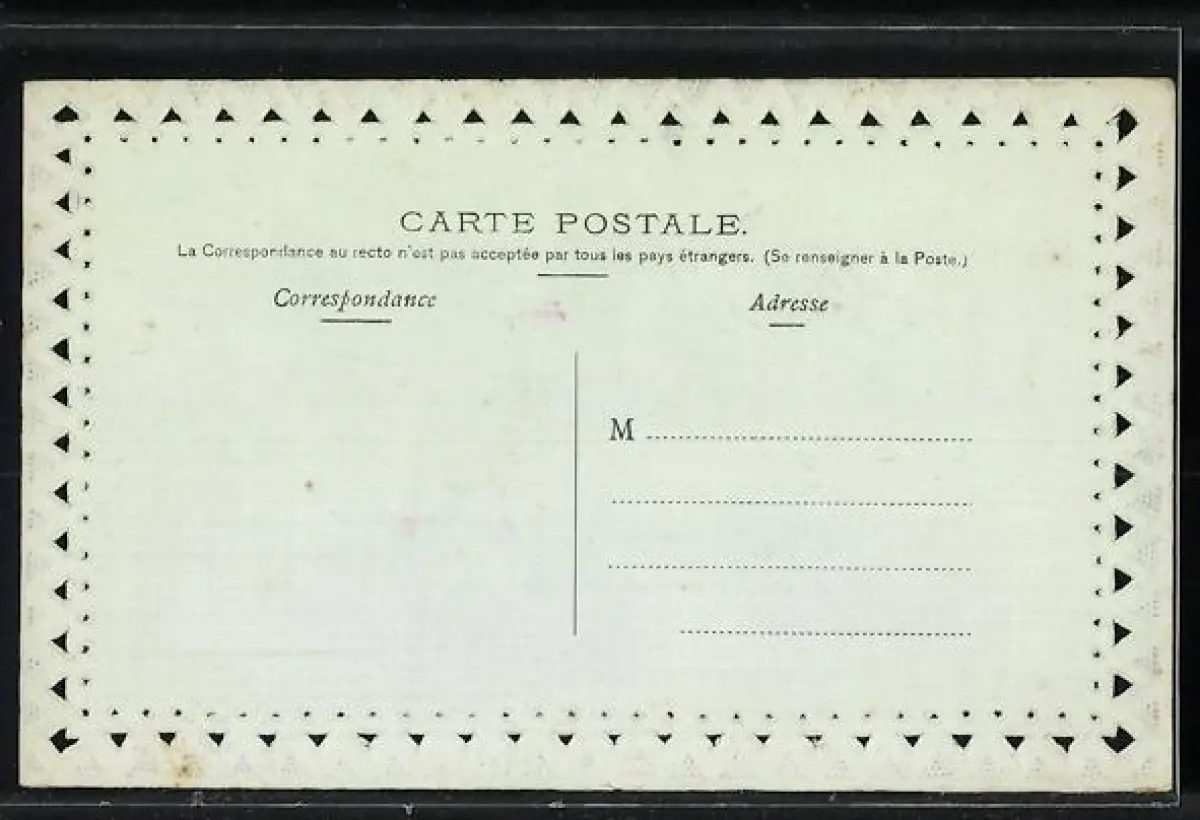 CARTE POSTALE.
La Correspondance au recto n'est pas acceptée par tous les pays étrangers. (Se renseigner à la Poste.)
Correspondance
Adresse
M